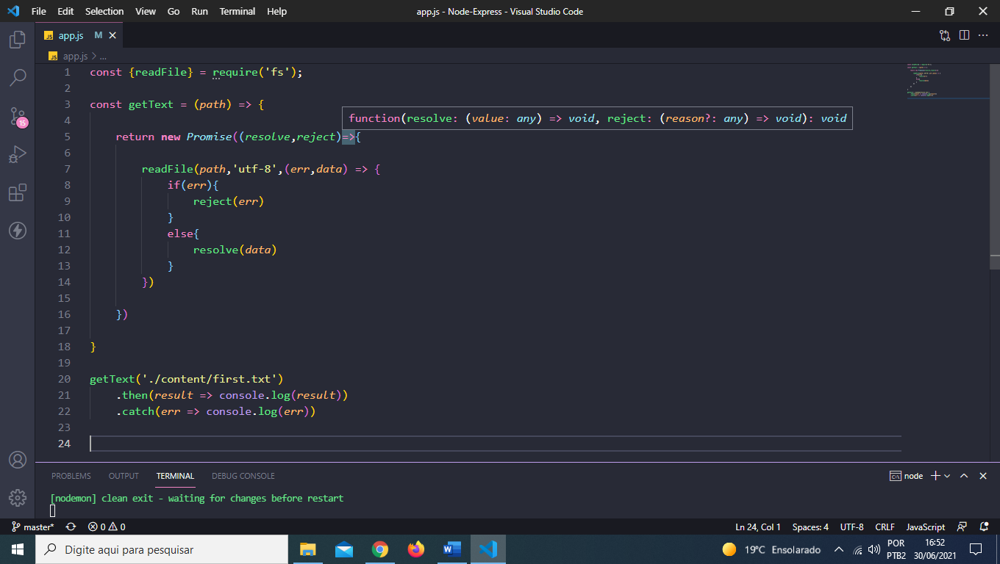 File Edit Selection View Go Run Terminal Help app.js - Node-Express - Visual Studio Code
JS app.js M
JS app.js > ...
1 const {readFile} = require('fs');
2
3 const getText = (path) => {
4
function(resolve: (value: any) => void, reject: (reason?: any) => void): void
5 return new Promise((resolve,reject)=>{
6
7 readFile(path,'utf-8',(err,data) => {
8 if(err){
9 reject(err)
10 }
11 else{
12 resolve(data)
13 }
14 })
15
16 })
17
18 }
19
20 getText('./content/first.txt')
21 .then(result => console.log(result))
22 .catch(err => console.log(err))
23
24
15
PROBLEMS OUTPUT TERMINAL DEBUG CONSOLE node
[nodemon] clean exit - waiting for changes before restart
master* 0 0 Ln 24, Col 1 Spaces: 4 UTF-8 CRLF JavaScript
Digite aqui para pesquisar 19°C Ensolarado POR 16:52
PTB2 30/06/2021